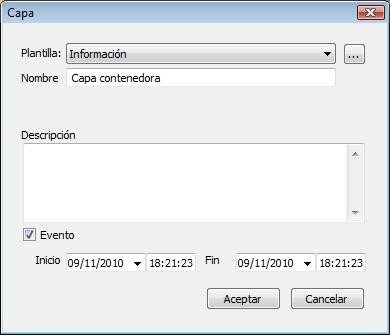 Capa
Plantilla: Información ...
Nombre Capa contenedora
Descripción
Evento
Inicio 09/11/2010 18:21:23 Fin 09/11/2010 18:21:23
Aceptar Cancelar